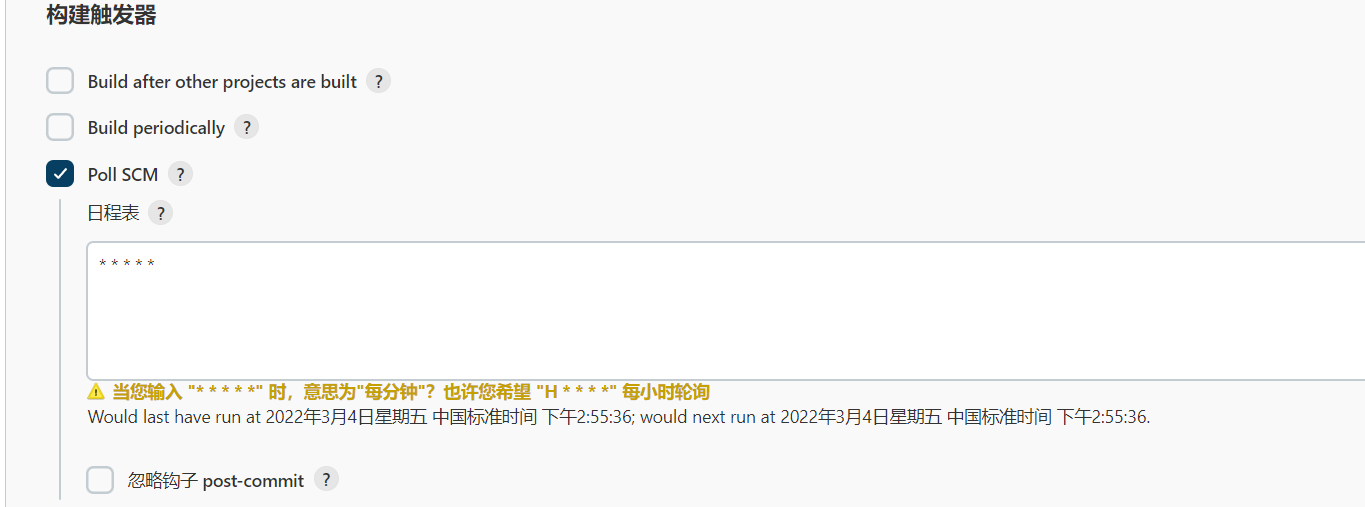 构建触发器
Build after other projects are built ?
Build periodically ?
Poll SCM ?
日程表 ?
* * * * *
当您输入 "* * * * *" 时，意思为"每分钟"？也许您希望 "H * * * *" 每小时轮询
Would last have run at 2022年3月4日星期五 中国标准时间 下午2:55:36; would next run at 2022年3月4日星期五 中国标准时间 下午2:55:36.
忽略钩子 post-commit ?